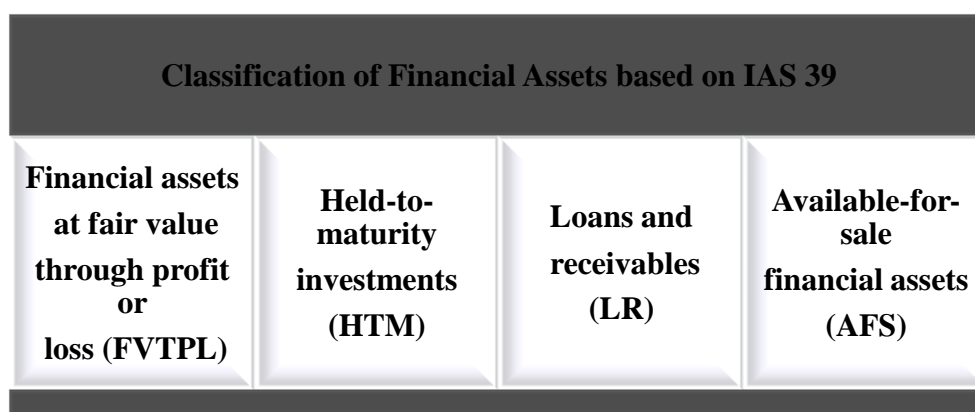 Classification of Financial Assets based on IAS 39
Financial assets
at fair value
through profit
or
loss (FVTPL)
Held-to-
maturity
investments
(HTM)
Loans and
receivables
(LR)
Available-for-
sale
financial assets
(AFS)